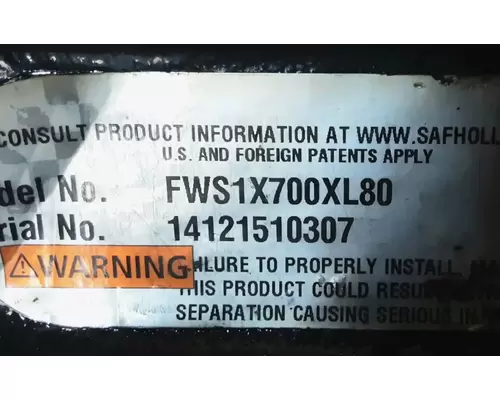 CONSULT PRODUCT INFORMATION AT WWW.SAFHOLL
U.S. AND FOREIGN PATENTS APPLY
del No. FWS1X700XL80
rial No. 14121510307
⚠WARNING
AILURE TO PROPERLY INSTALL
THIS PRODUCT COULD RESU
SEPARATION CAUSING SERIOUS IN